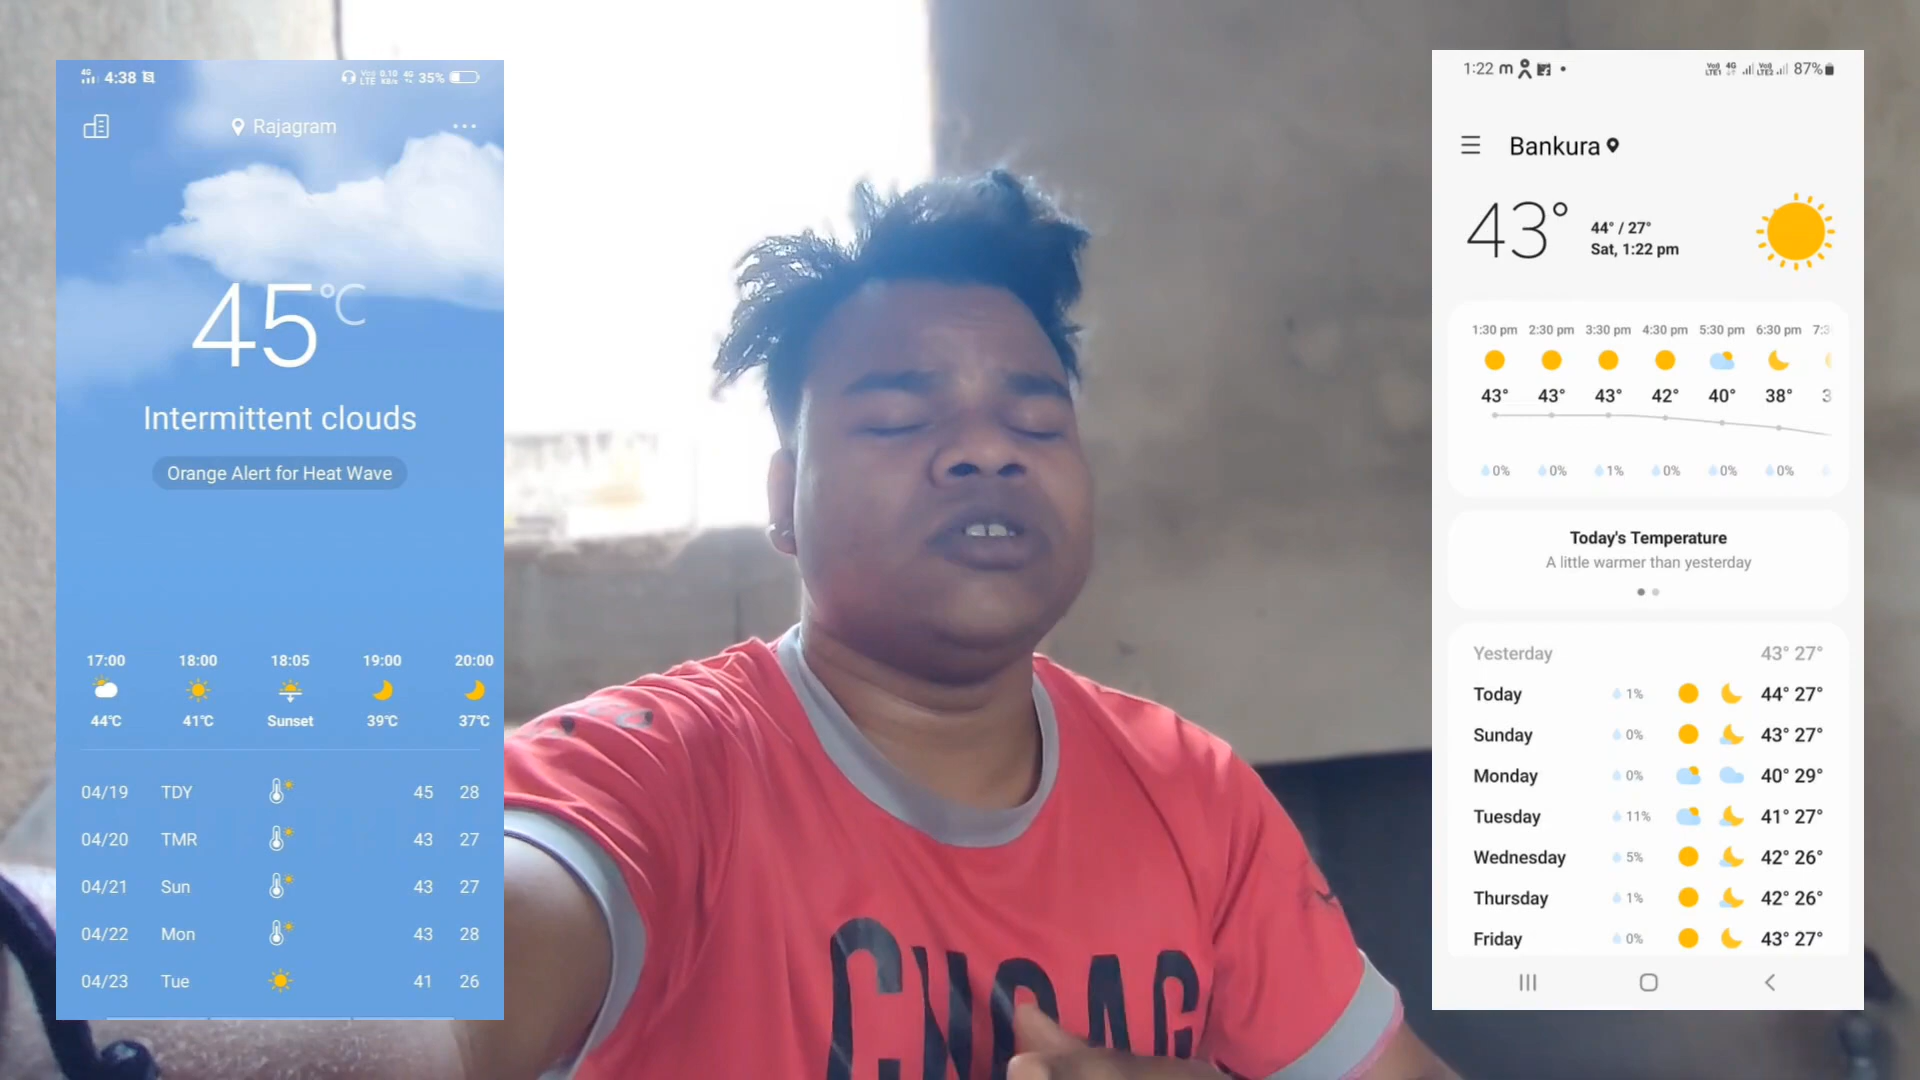 4G 4:38 35%
Rajagram
45°C
Intermittent clouds
Orange Alert for Heat Wave
17:00 18:00 18:05 19:00 20:00
44°C 41°C Sunset 39°C 37°C
04/19 TDY 45 28
04/20 TMR 43 27
04/21 Sun 43 27
04/22 Mon 43 28
04/23 Tue 41 26
1:22 m 87%
Bankura
43° 44° / 27°
Sat, 1:22 pm
1:30 pm 2:30 pm 3:30 pm 4:30 pm 5:30 pm 6:30 pm
43° 43° 43° 42° 40° 38°
0% 0% 1% 0% 0% 0%
Today's Temperature
A little warmer than yesterday
Yesterday 43° 27°
Today 1% 44° 27°
Sunday 0% 43° 27°
Monday 0% 40° 29°
Tuesday 11% 41° 27°
Wednesday 5% 42° 26°
Thursday 1% 42° 26°
Friday 0% 43° 27°